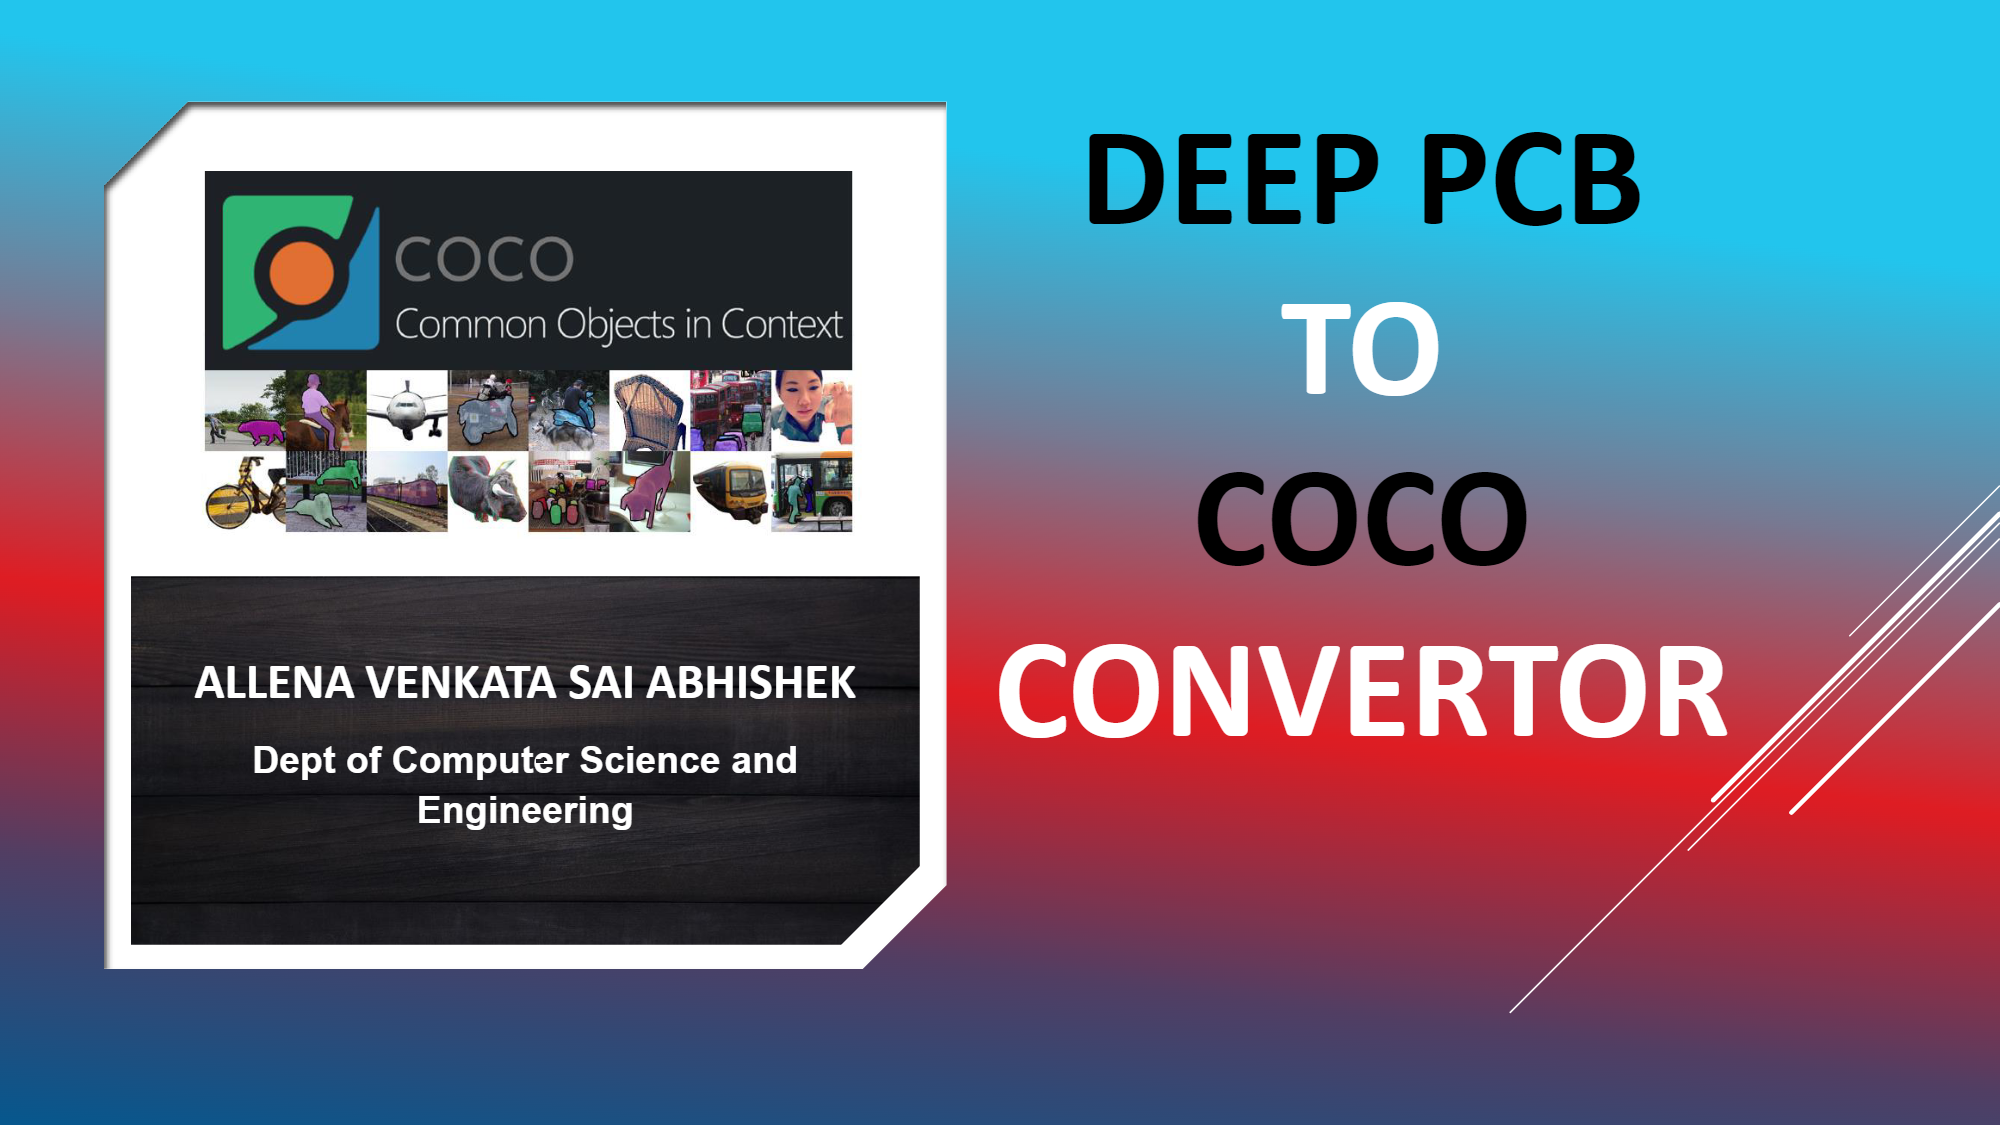 COCO
Common Objects in Context
ALLENA VENKATA SAI ABHISHEK
Dept of Computer Science and
Engineering
DEEP PCB
TO
COCO
CONVERTOR